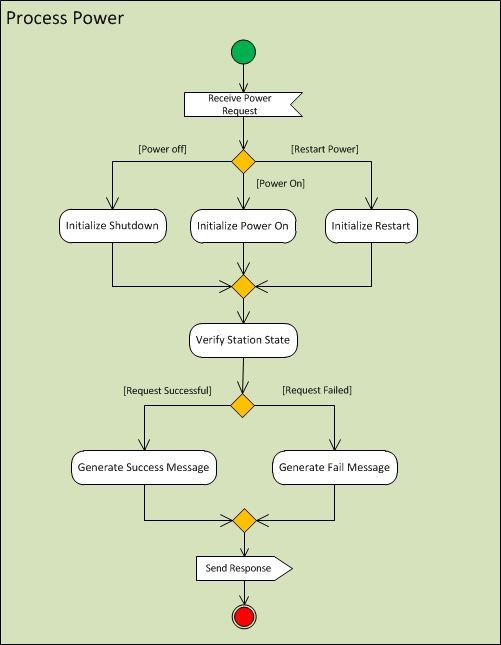 Process Power
Receive Power
Request
[Power off]
[Restart Power]
[Power On]
Initialize Shutdown
Initialize Power On
Initialize Restart
Verify Station State
[Request Successful]
[Request Failed]
Generate Success Message
Generate Fail Message
Send Response